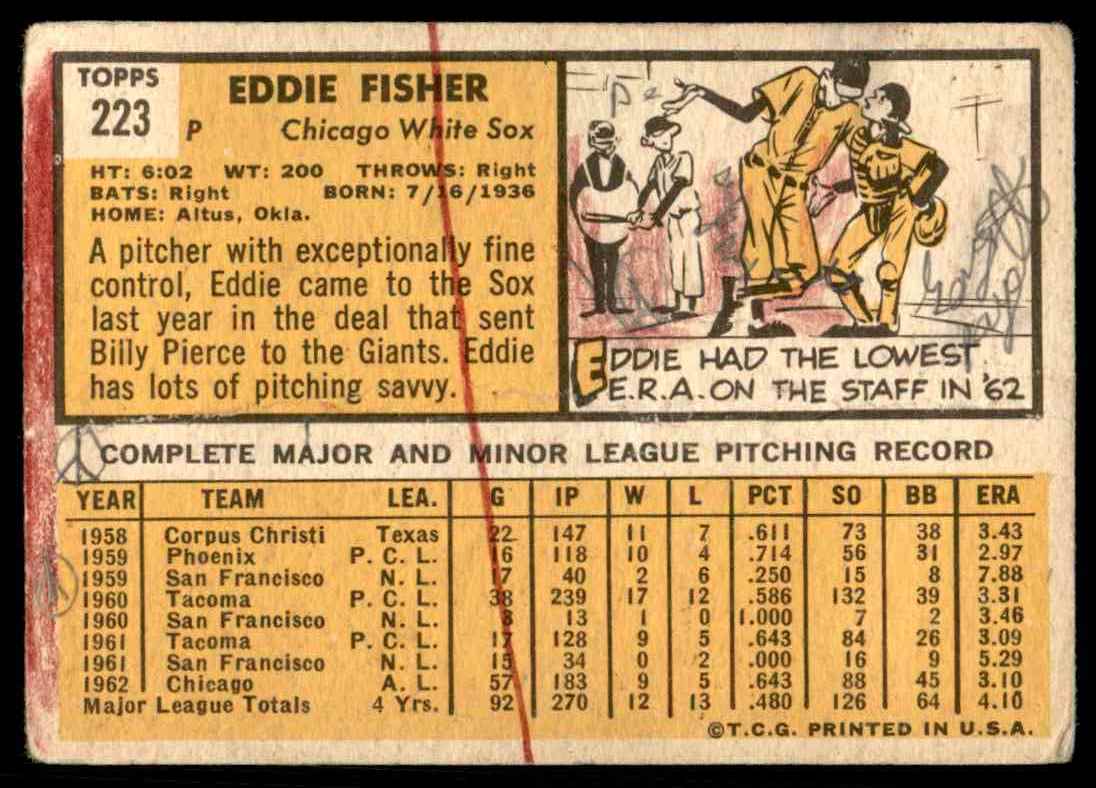 TOPPS
223
EDDIE FISHER
P Chicago White Sox
HT: 6:02 WT: 200 THROWS: Right
BATS: Right BORN: 7/16/1936
HOME: Altus, Okla.
A pitcher with exceptionally fine
control, Eddie came to the Sox
last year in the deal that sent
Billy Pierce to the Giants. Eddie
has lots of pitching savvy.
EDDIE HAD THE LOWEST
E.R.A. ON THE STAFF IN '62
COMPLETE MAJOR AND MINOR LEAGUE PITCHING RECORD
YEAR TEAM LEA. G IP W L PCT SO BB ERA
1958 Corpus Christi Texas 22 147 11 7 .611 73 38 3.43
1959 Phoenix P. C. L. 16 118 10 4 .714 56 31 2.97
1959 San Francisco N. L. 17 40 2 6 .250 15 8 7.88
1960 Tacoma P. C. L. 38 239 17 12 .586 132 39 3.31
1960 San Francisco N. L. 3 13 1 0 1.000 7 2 3.46
1961 Tacoma P. C. L. 17 128 9 5 .643 84 26 3.09
1961 San Francisco N. L. 15 34 0 2 .000 16 9 5.29
1962 Chicago A. L. 57 183 9 5 .643 88 45 3.10
Major League Totals 4 Yrs. 92 270 12 13 .480 126 64 4.10
©T.C.G. PRINTED IN U.S.A.